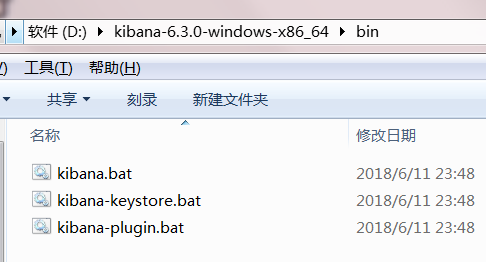 软件 (D:) ▸ kibana-6.3.0-windows-x86_64 ▸ bin
工具(T) 帮助(H)
共享 刻录 新建文件夹
名称 修改日期
kibana.bat 2018/6/11 23:48
kibana-keystore.bat 2018/6/11 23:48
kibana-plugin.bat 2018/6/11 23:48